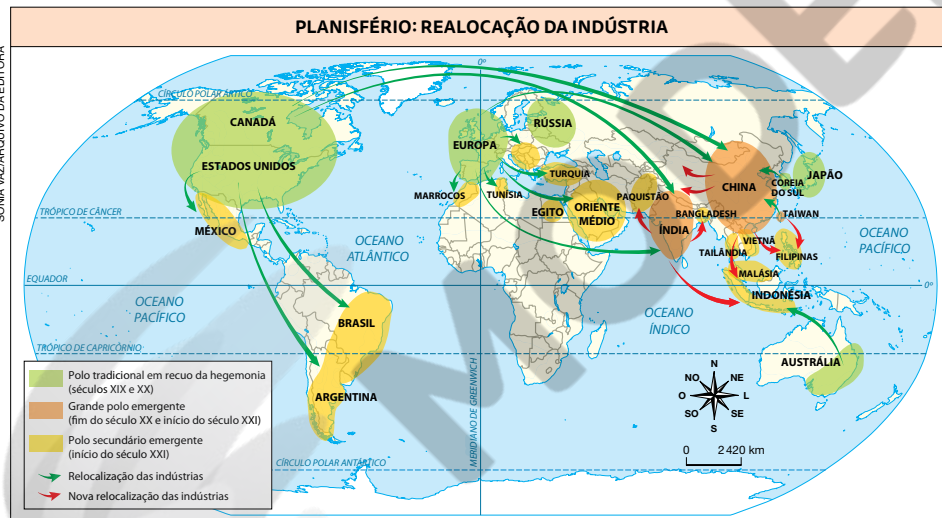 PLANISFÉRIO: REALOCAÇÃO DA INDÚSTRIA
SONIA VAZ/ARQUIVO DA EDITORA
0°
CÍRCULO POLAR ÁRTICO
CANADÁ
ESTADOS UNIDOS
EUROPA
RÚSSIA
TURQUIA
MARROCOS
TUNÍSIA
EGITO
ORIENTE
MÉDIO
PAQUISTÃO
ÍNDIA
BANGLADESH
CHINA
COREIA
DO SUL
JAPÃO
TAIWAN
TRÓPICO DE CÂNCER
MÉXICO
OCEANO
ATLÂNTICO
OCEANO
PACÍFICO
VIETNÃ
TAILÂNDIA
FILIPINAS
MALÁSIA
INDONÉSIA
EQUADOR
0°
OCEANO
PACÍFICO
OCEANO
ÍNDICO
BRASIL
TRÓPICO DE CAPRICÓRNIO
ARGENTINA
AUSTRÁLIA
MERIDIANO DE GREENWICH
CÍRCULO POLAR ANTÁRTICO
N
NO
NE
O
L
SO
SE
S
0 2 420 km
Polo tradicional em recuo da hegemonia
(séculos XIX e XX)
Grande polo emergente
(fim do século XX e início do século XXI)
Polo secundário emergente
(início do século XXI)
Relocalização das indústrias
Nova relocalização das indústrias